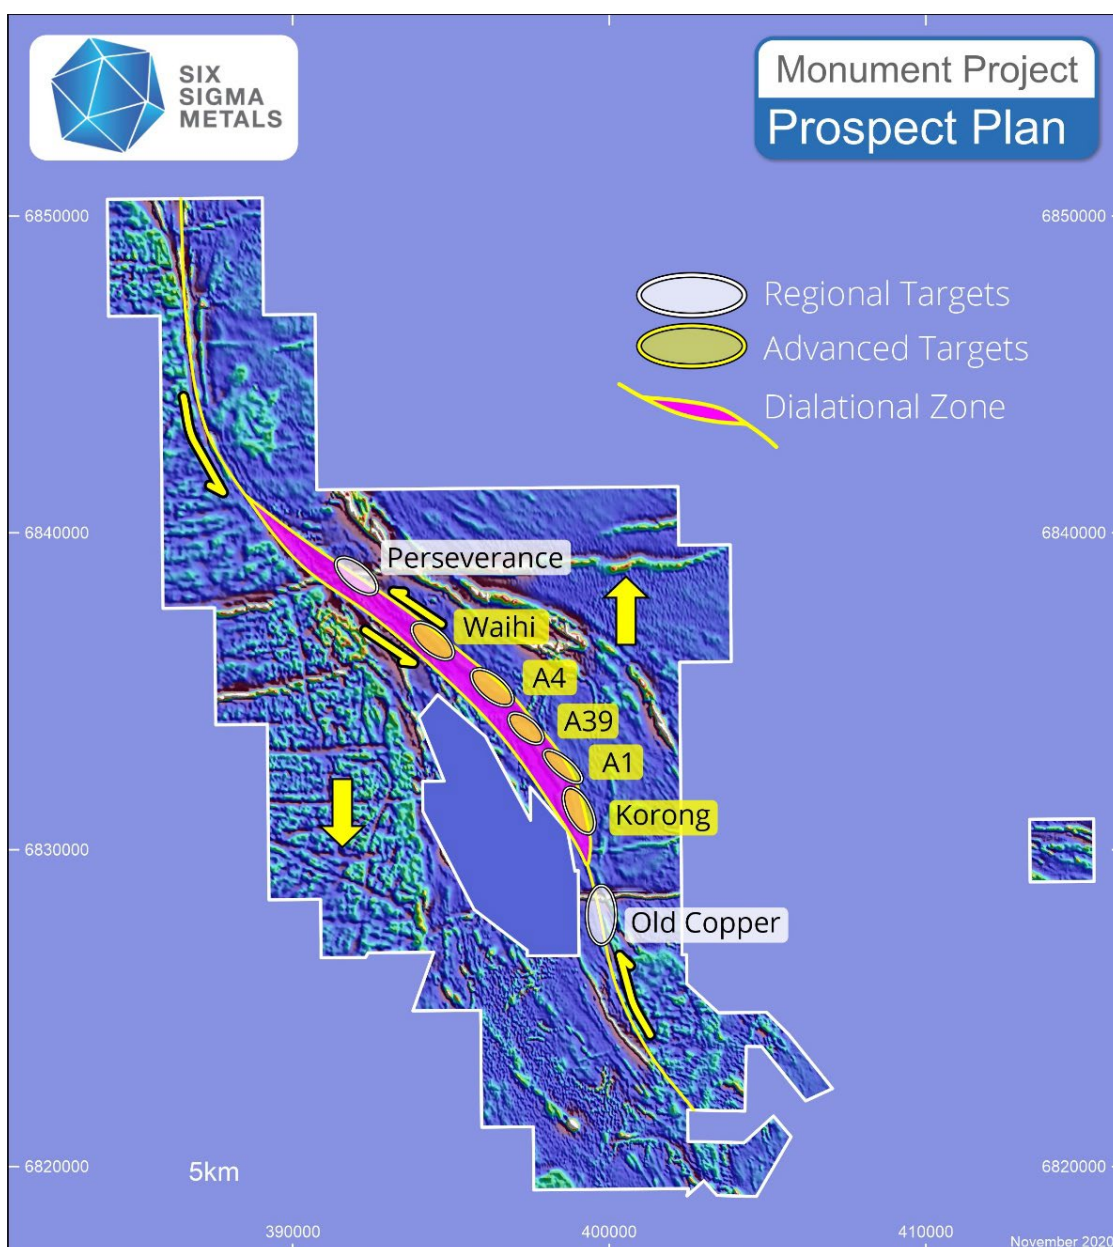 SIX
SIGMA
METALS
Monument Project
Prospect Plan
6850000
6850000
Regional Targets
Advanced Targets
Dialational Zone
6840000
6840000
Perseverance
Waihi
A4
A39
A1
Korong
6830000
6830000
Old Copper
6820000
6820000
5km
390000
400000
410000
November 2020